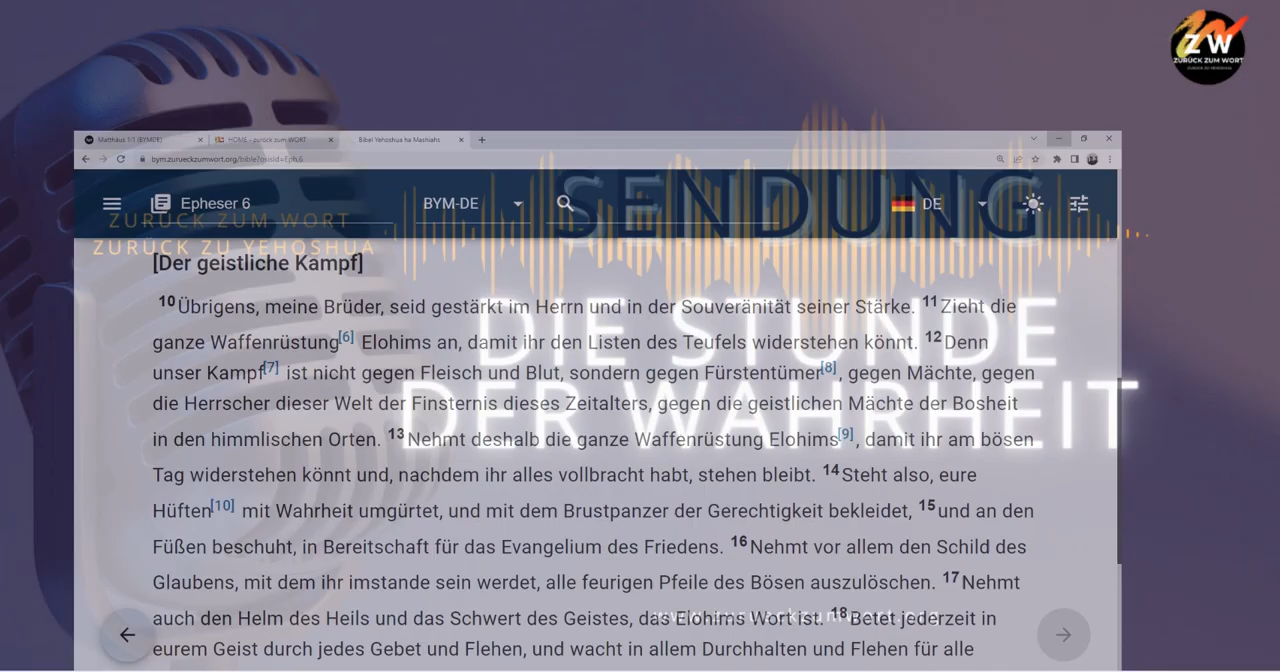 ZW
ZURÜCK ZUM WORT
ZURÜCK ZU YEHOSHUA
Matthäus 1:1 (BYMDE)
HOME - zurück zum WORT
Bibel Yehoshua ha Mashiahs
bym.zurueckzumwort.org/bible?osisId=Eph.6
SENDUNG
Epheser 6
BYM-DE
DE
ZURÜCK ZUM WORT
ZURÜCK ZU YEHOSHUA
DIE STUNDE
DER WAHRHEIT
[Der geistliche Kampf]
10 Übrigens, meine Brüder, seid gestärkt im Herrn und in der Souveränität seiner Stärke. 11 Zieht die
ganze Waffenrüstung[6] Elohims an, damit ihr den Listen des Teufels widerstehen könnt. 12 Denn
unser Kampf[7] ist nicht gegen Fleisch und Blut, sondern gegen Fürstentümer[8], gegen Mächte, gegen
die Herrscher dieser Welt der Finsternis dieses Zeitalters, gegen die geistlichen Mächte der Bosheit
in den himmlischen Orten. 13 Nehmt deshalb die ganze Waffenrüstung Elohims[9], damit ihr am bösen
Tag widerstehen könnt und, nachdem ihr alles vollbracht habt, stehen bleibt. 14 Steht also, eure
Hüften[10] mit Wahrheit umgürtet, und mit dem Brustpanzer der Gerechtigkeit bekleidet, 15 und an den
Füßen beschuht, in Bereitschaft für das Evangelium des Friedens. 16 Nehmt vor allem den Schild des
Glaubens, mit dem ihr imstande sein werdet, alle feurigen Pfeile des Bösen auszulöschen. 17 Nehmt
auch den Helm des Heils und das Schwert des Geistes, das Elohims Wort ist. 18 Betet jederzeit in
eurem Geist durch jedes Gebet und Flehen, und wacht in allem Durchhalten und Flehen für alle